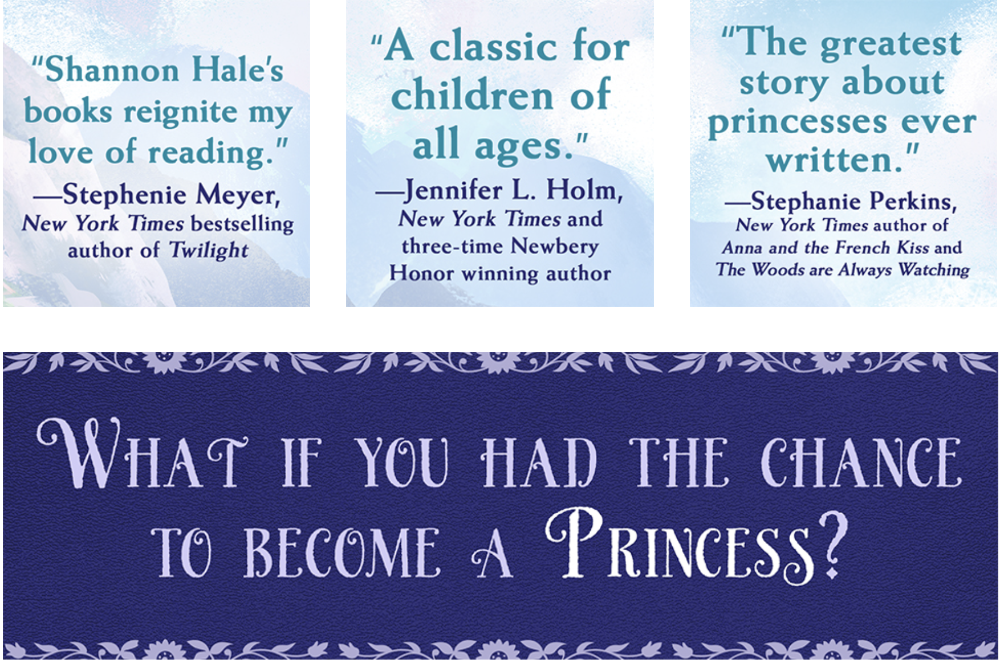 “Shannon Hale’s
books reignite my
love of reading.”
—Stephenie Meyer,
New York Times bestselling
author of Twilight
“A classic for
children of
all ages.”
—Jennifer L. Holm,
New York Times and
three-time Newbery
Honor winning author
“The greatest
story about
princesses ever
written.”
—Stephanie Perkins,
New York Times author of
Anna and the French Kiss and
The Woods are Always Watching
WHAT IF YOU HAD THE CHANCE
TO BECOME A PRINCESS?